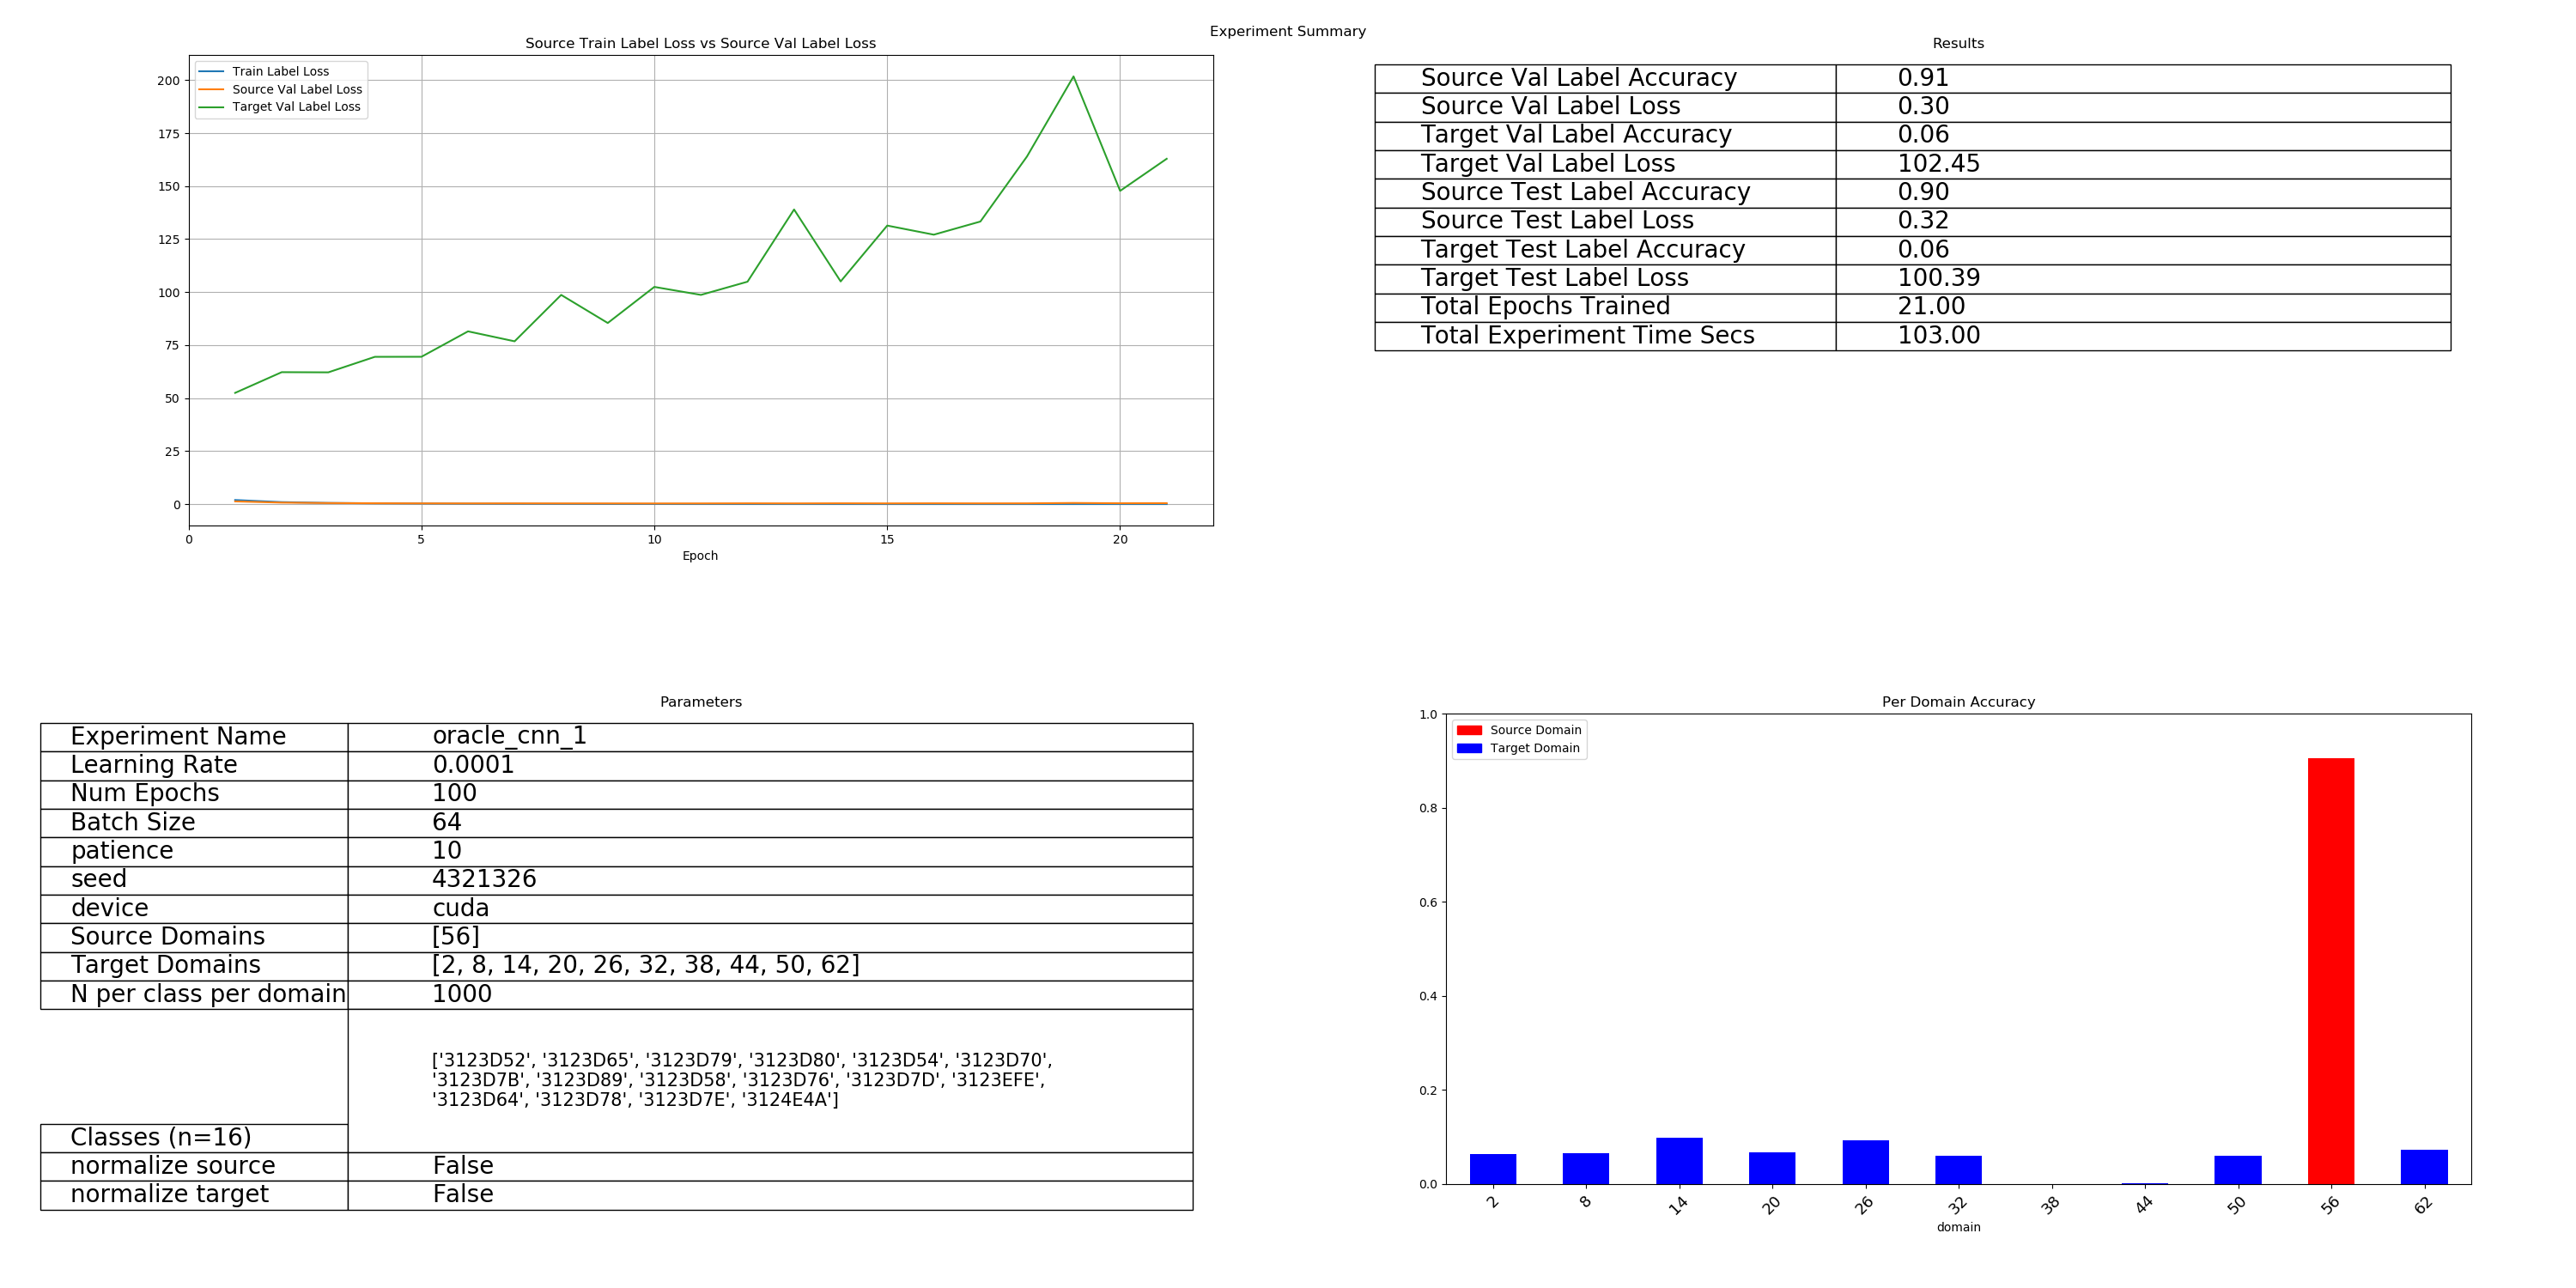 Experiment Summary
Source Train Label Loss vs Source Val Label Loss
Train Label Loss
Source Val Label Loss
Target Val Label Loss
200
175
150
125
100
75
50
25
0
0 5 10 15 20
Epoch
Results
Source Val Label Accuracy 0.91
Source Val Label Loss 0.30
Target Val Label Accuracy 0.06
Target Val Label Loss 102.45
Source Test Label Accuracy 0.90
Source Test Label Loss 0.32
Target Test Label Accuracy 0.06
Target Test Label Loss 100.39
Total Epochs Trained 21.00
Total Experiment Time Secs 103.00
Parameters
Experiment Name oracle_cnn_1
Learning Rate 0.0001
Num Epochs 100
Batch Size 64
patience 10
seed 4321326
device cuda
Source Domains [56]
Target Domains [2, 8, 14, 20, 26, 32, 38, 44, 50, 62]
N per class per domain 1000
['3123D52', '3123D65', '3123D79', '3123D80', '3123D54', '3123D70',
'3123D7B', '3123D89', '3123D58', '3123D76', '3123D7D', '3123EFE',
'3123D64', '3123D78', '3123D7E', '3124E4A']
Classes (n=16)
normalize source False
normalize target False
Per Domain Accuracy
Source Domain
Target Domain
1.0
0.8
0.6
0.4
0.2
0.0
2 8 14 20 26 32 38 44 50 56 62
domain